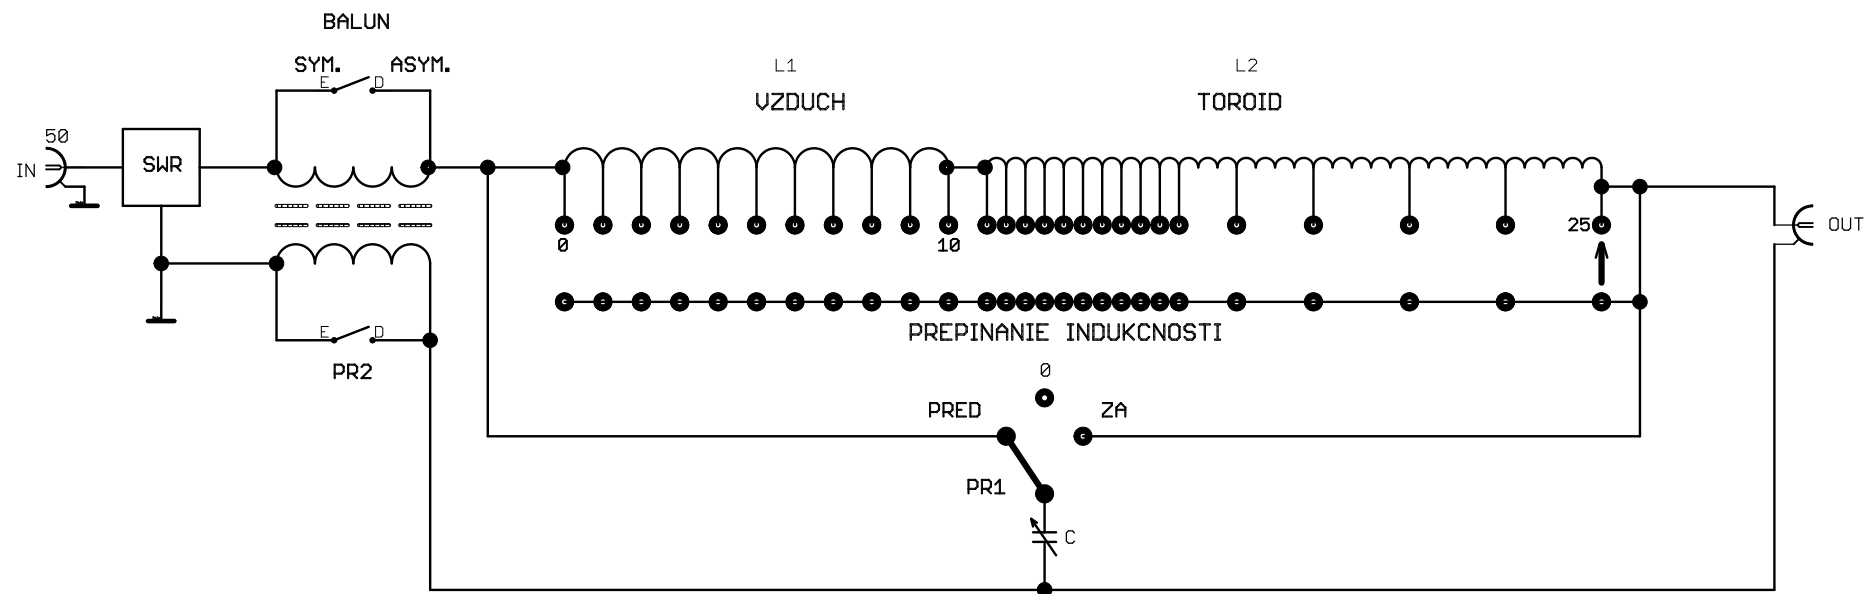 BALUN
SYM. ASYM.
E D
L1
VZDUCH
L2
TOROID
50
IN
SWR
0
10
25
OUT
PREPINANIE INDUKCNOSTI
E D
PR2
0
PRED
ZA
PR1
C